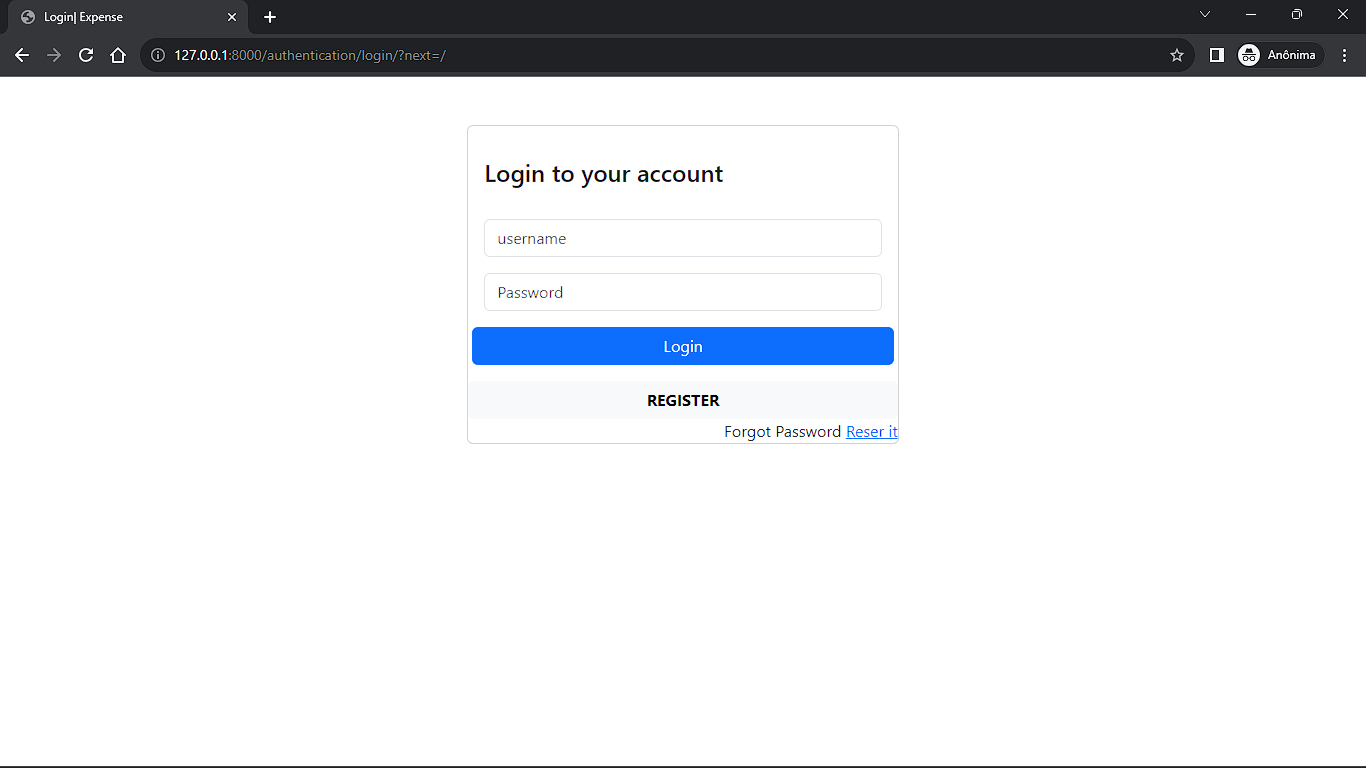 Login| Expense
127.0.0.1:8000/authentication/login/?next=/
Anônima
Login to your account
username
Password
Login
REGISTER
Forgot Password Reser it